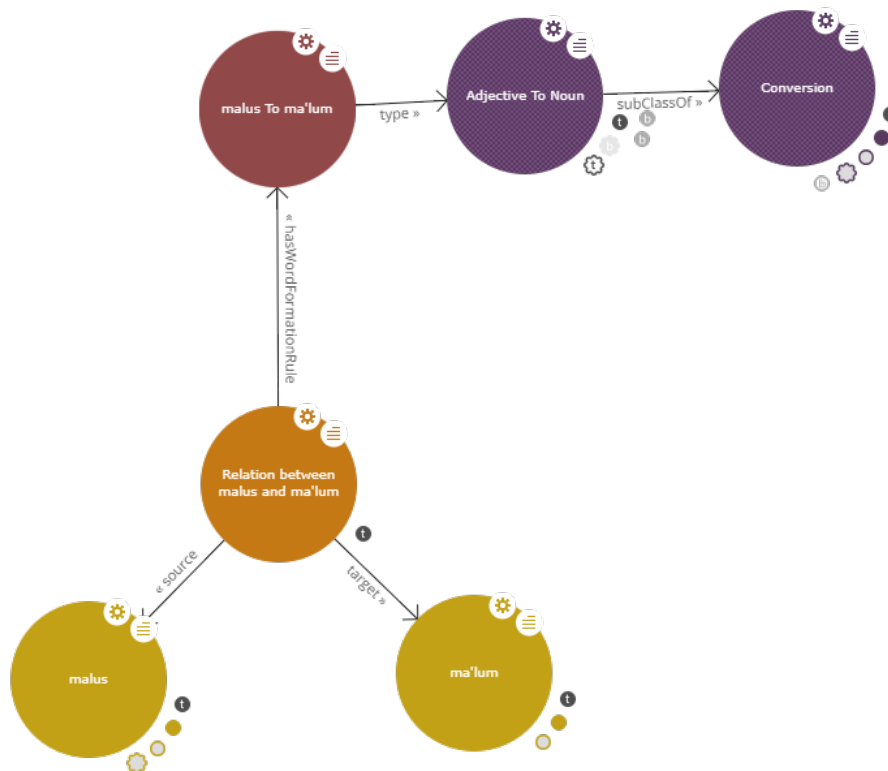 malus To ma'lum
type »
Adjective To Noun
subClassOf »
Conversion
t
b
b
b
t
b
« hasWordFormationRule
Relation between
malus and ma'lum
t
« source
target »
malus
t
ma'lum
t